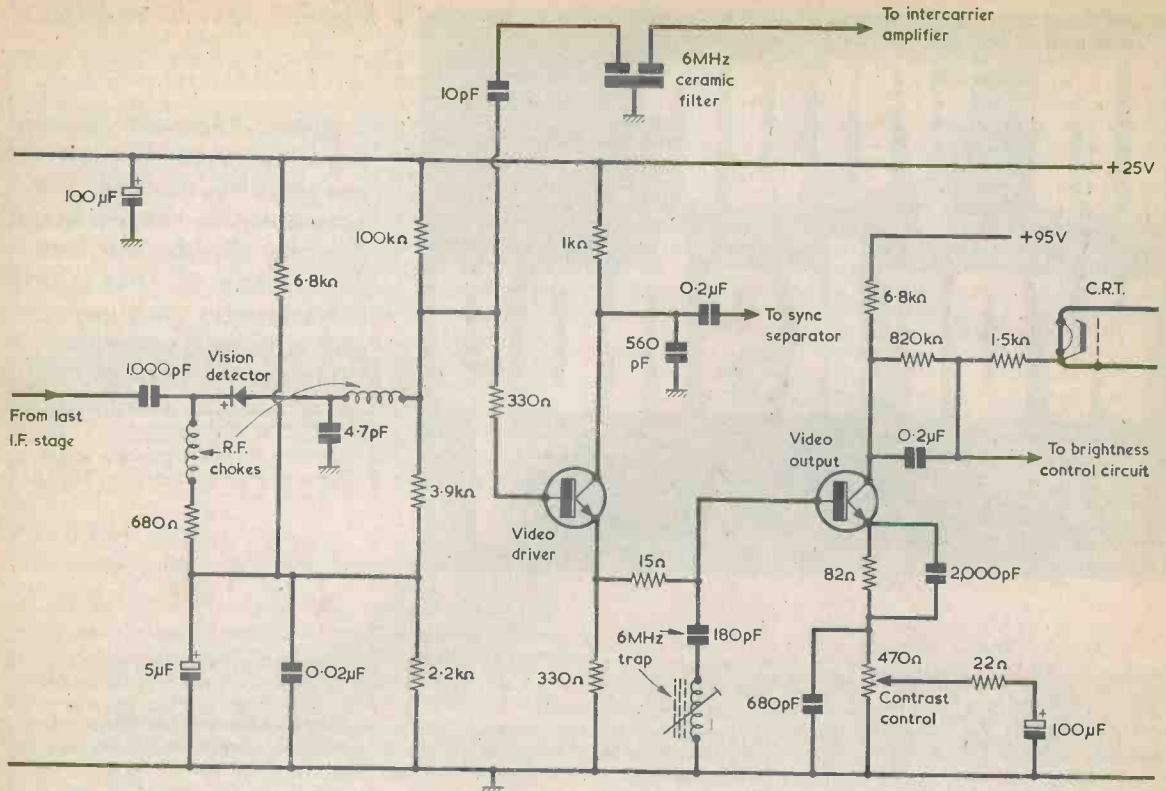 To intercarrier
amplifier
6MHz
ceramic
filter
10pF
+25V
100μF
100kΩ
1kΩ
+95V
6·8kΩ
6·8kΩ
C.R.T.
0·2μF
To sync
separator
820kΩ
1·5kΩ
560
pF
1,000pF
Vision
detector
+
330Ω
From last
I.F. stage
R.F.
chokes
4·7pF
Video
output
0·2μF
To brightness
control circuit
3·9kΩ
680Ω
Video
driver
15Ω
82Ω
2,000pF
6MHz
trap
180pF
5μF
0·02μF
2·2kΩ
330Ω
680pF
470Ω
Contrast
control
22Ω
100μF